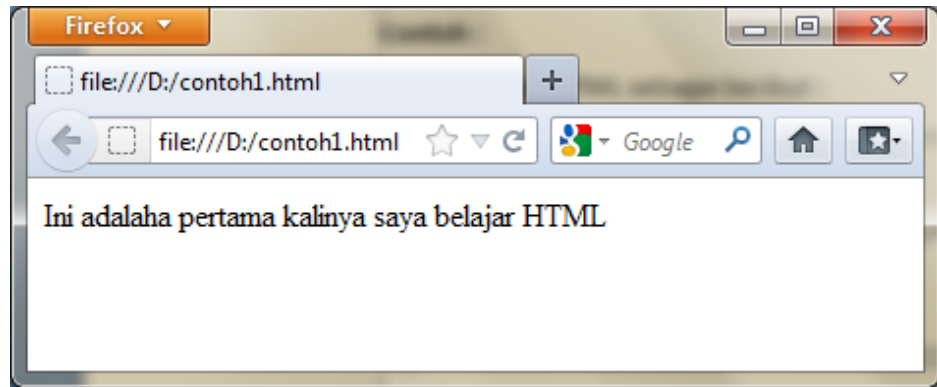 Firefox
file:///D:/contoh1.html
file:///D:/contoh1.html
Google
Ini adalaha pertama kalinya saya belajar HTML